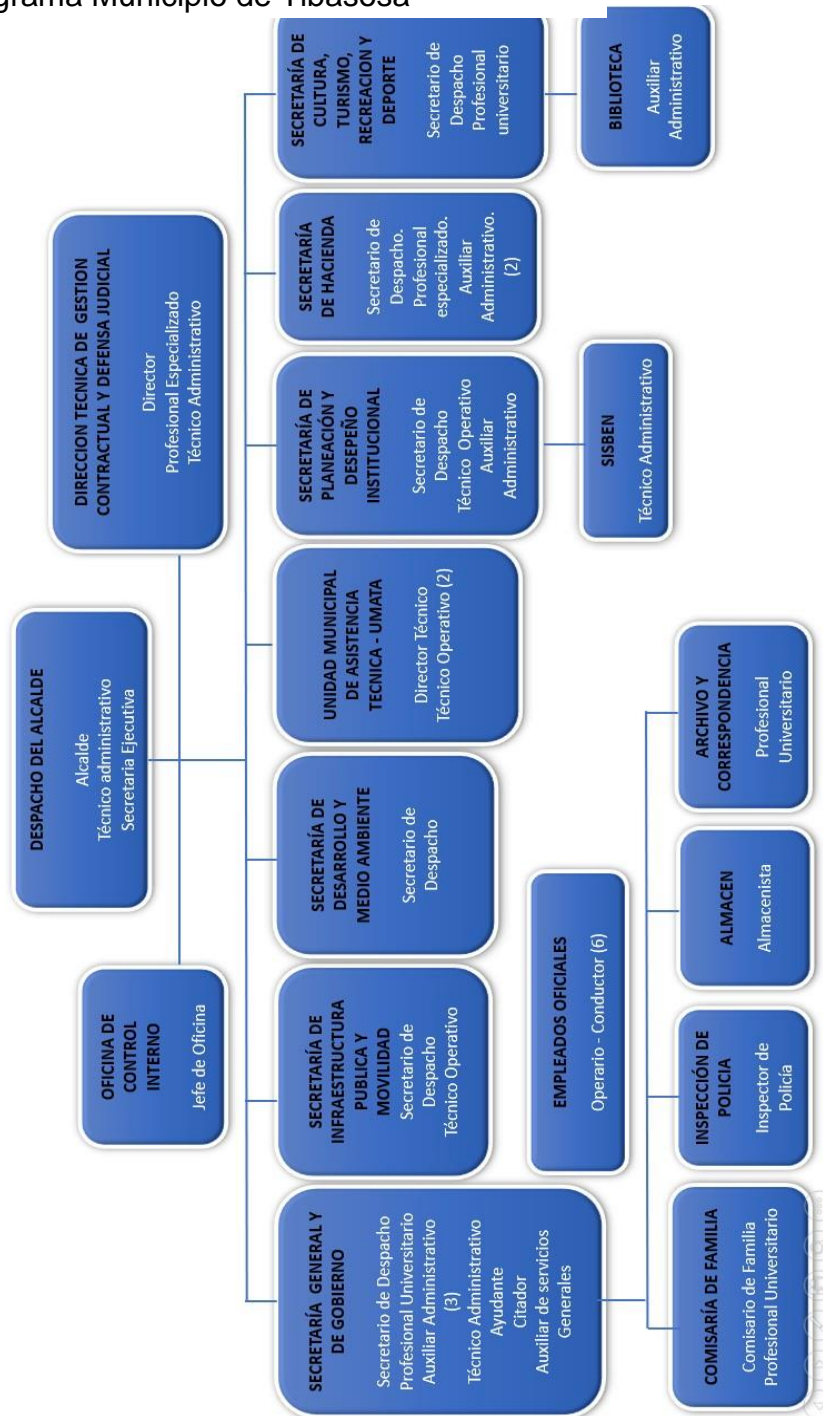 grama Municipio de Tibasosa
DESPACHO DEL ALCALDE
Alcalde
Técnico administrativo
Secretaria Ejecutiva
OFICINA DE
CONTROL
INTERNO
Jefe de Oficina
DIRECCION TECNICA DE GESTION
CONTRACTUAL Y DEFENSA JUDICIAL
Director
Profesional Especializado
Técnico Administrativo
SECRETARÍA GENERAL Y
DE GOBIERNO
Secretario de Despacho
Profesional Universitario
Auxiliar Administrativo
(3)
Técnico Administrativo
Ayudante
Citador
Auxiliar de servicios
Generales
SECRETARÍA DE
INFRAESTRUCTURA
PUBLICA Y
MOVILIDAD
Secretario de
Despacho
Técnico Operativo
SECRETARÍA DE
DESARROLLO Y
MEDIO AMBIENTE
Secretario de
Despacho
UNIDAD MUNICIPAL
DE ASISTENCIA
TECNICA - UMATA
Director Técnico
Técnico Operativo (2)
SECRETARÍA DE
PLANEACIÓN Y
DESEPEÑO
INSTITUCIONAL
Secretario de
Despacho
Técnico Operativo
Auxiliar
Administrativo
SECRETARÍA
DE HACIENDA
Secretario de
Despacho.
Profesional
especializado.
Auxiliar
Administrativo.
(2)
SECRETARÍA DE
CULTURA,
TURISMO,
RECREACION Y
DEPORTE
Secretario de
Despacho
Profesional
universitario
EMPLEADOS OFICIALES
Operario - Conductor (6)
SISBEN
Técnico Administrativo
BIBLIOTECA
Auxiliar
Administrativo
COMISARÍA DE FAMILIA
Comisario de Familia
Profesional Universitario
INSPECCIÓN DE
POLICIA
Inspector de
Policía
ALMACEN
Almacenista
ARCHIVO Y
CORRESPONDENCIA
Profesional
Universitario